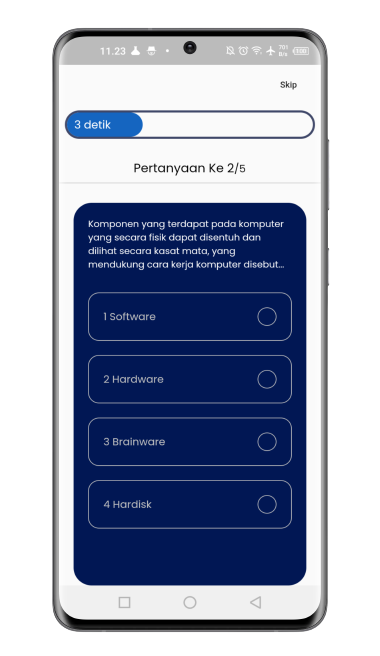 11.23
701
B/s
100
Skip
3 detik
Pertanyaan Ke 2/5
Komponen yang terdapat pada komputer
yang secara fisik dapat disentuh dan
dilihat secara kasat mata, yang
mendukung cara kerja komputer disebut...
1 Software
2 Hardware
3 Brainware
4 Hardisk